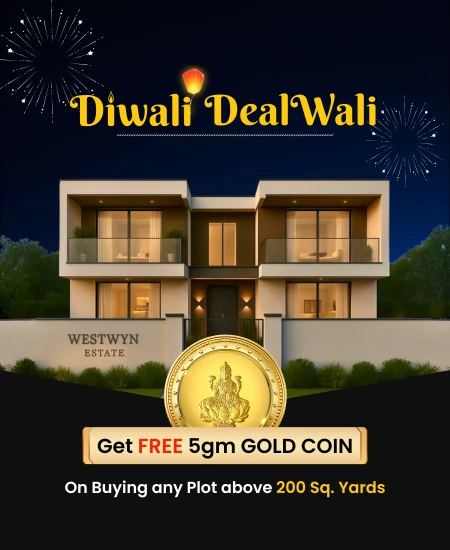 Diwali DealWali
WESTWYN
ESTATE
Get FREE 5gm GOLD COIN
On Buying any Plot above 200 Sq. Yards